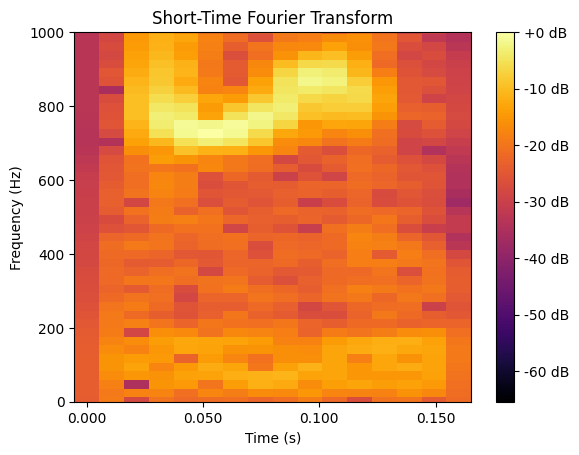 Short-Time Fourier Transform
1000
800
600
400
200
0
Frequency (Hz)
0.000
0.050
0.100
0.150
Time (s)
+0 dB
-10 dB
-20 dB
-30 dB
-40 dB
-50 dB
-60 dB